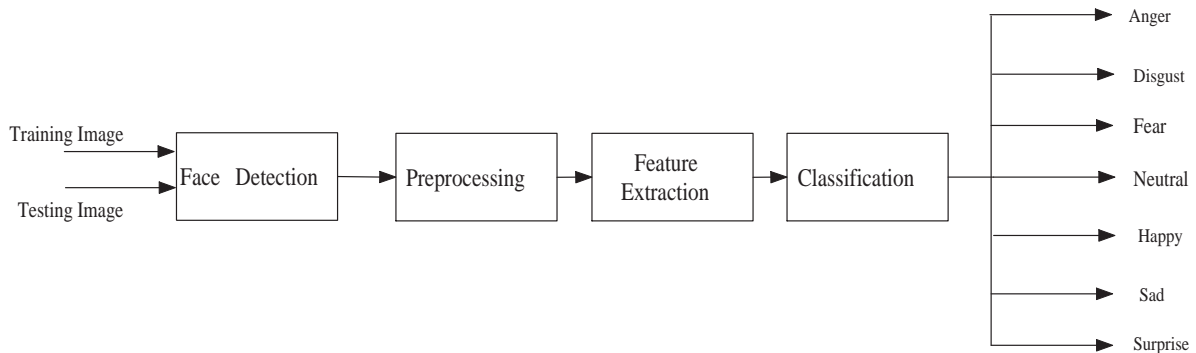 Training Image
Testing Image
Face Detection
Preprocessing
Feature
Extraction
Classification
Anger
Disgust
Fear
Neutral
Happy
Sad
Surprise